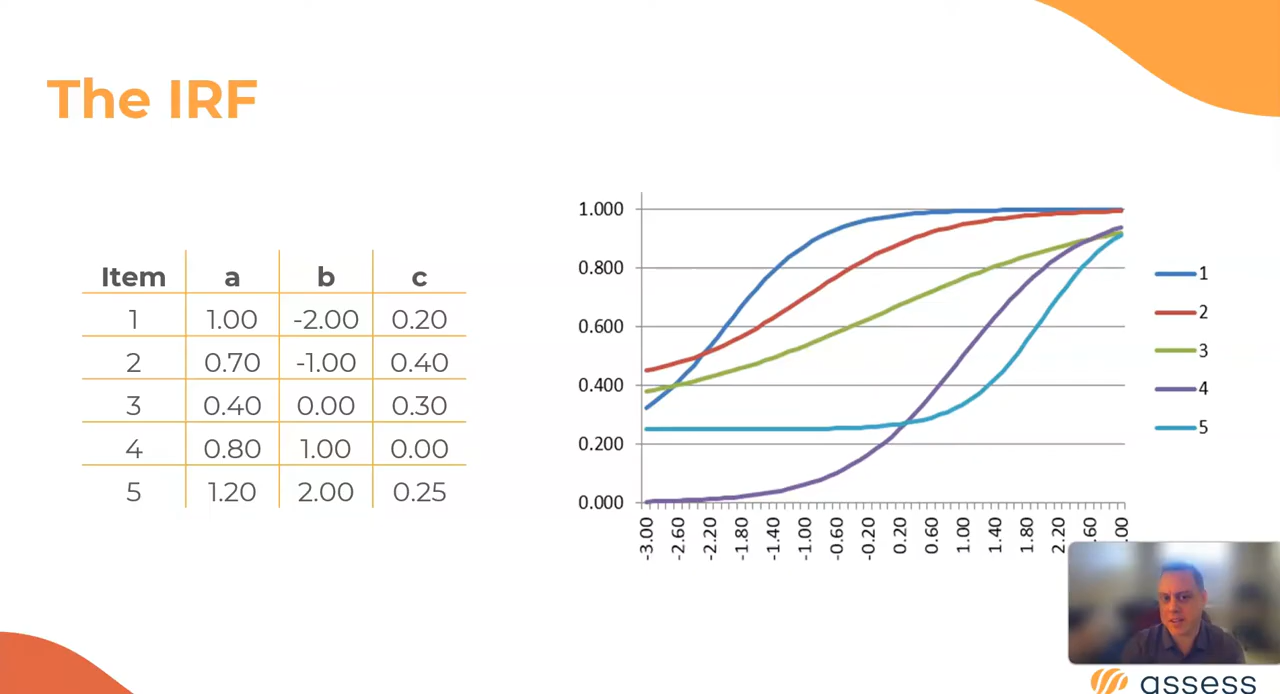 The IRF
Item a b c
1 1.00 -2.00 0.20
2 0.70 -1.00 0.40
3 0.40 0.00 0.30
4 0.80 1.00 0.00
5 1.20 2.00 0.25
1.000
0.800
0.600
0.400
0.200
0.000
-3.00 -2.60 -2.20 -1.80 -1.40 -1.00 -0.60 -0.20 0.20 0.60 1.00 1.40 1.80 2.20 .60 .00
1
2
3
4
5
assess